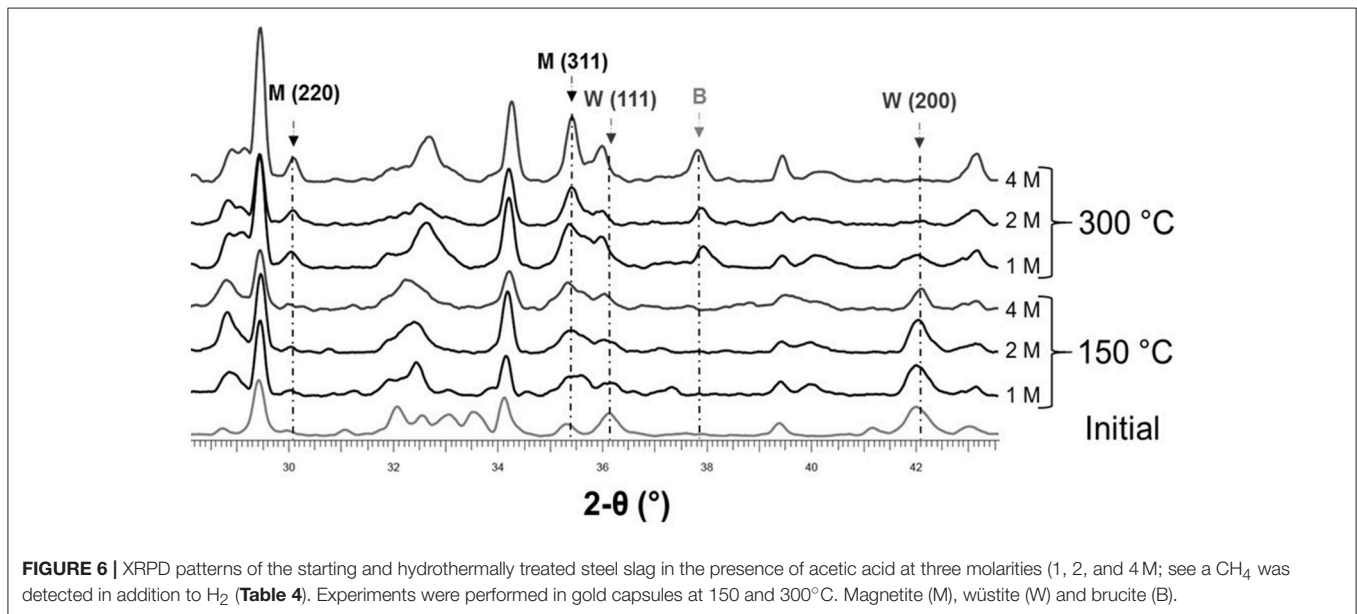 M (311)
M (220)
W (111)
B
W (200)
4 M
2 M
300 °C
1 M
4 M
2 M
150 °C
1 M
Initial
30 32 34 36 38 40 42
2-θ (°)
FIGURE 6 | XRPD patterns of the starting and hydrothermally treated steel slag in the presence of acetic acid at three molarities (1, 2, and 4 M; see a CH4 was
detected in addition to H2 (Table 4). Experiments were performed in gold capsules at 150 and 300°C. Magnetite (M), wüstite (W) and brucite (B).